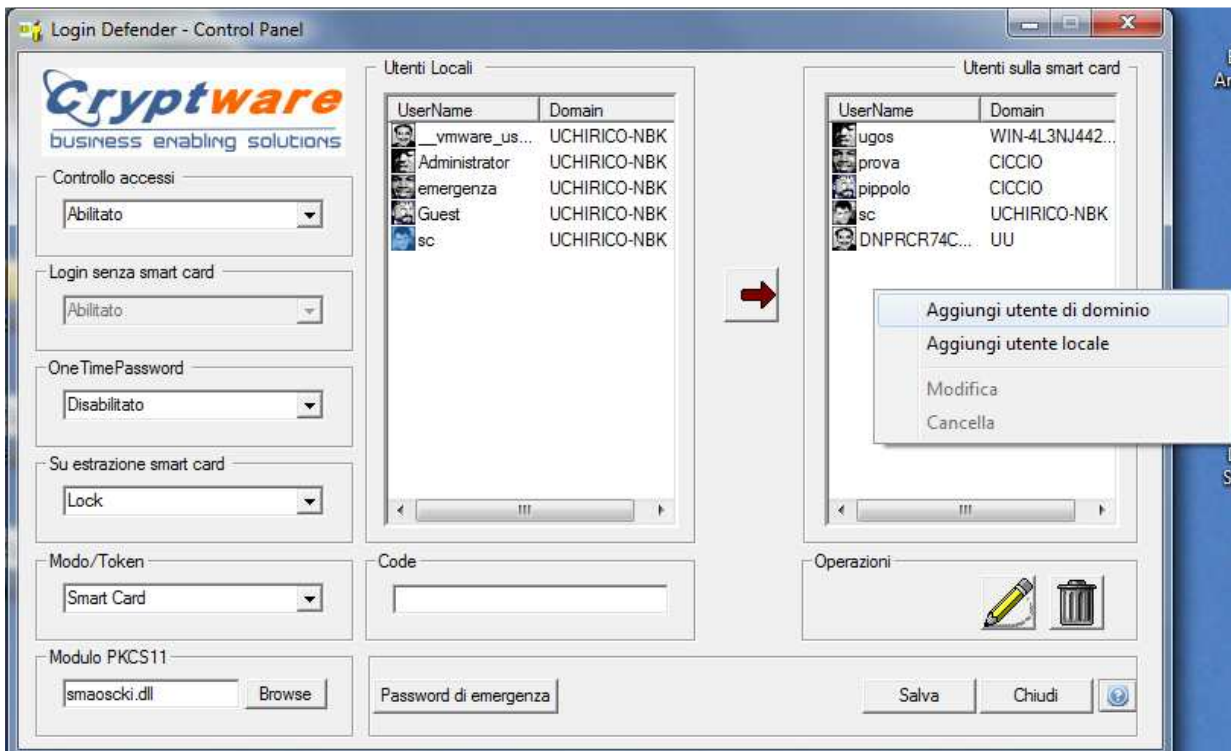 Login Defender - Control Panel
Cryptware
business enabling solutions
Controllo accessi
Abilitato
Login senza smart card
Abilitato
OneTimePassword
Disabilitato
Su estrazione smart card
Lock
Modo/Token
Smart Card
Modulo PKCS11
smaoscki.dll Browse
Utenti Locali
UserName Domain
__vmware_us... UCHIRICO-NBK
Administrator UCHIRICO-NBK
emergenza UCHIRICO-NBK
Guest UCHIRICO-NBK
sc UCHIRICO-NBK
Code
Password di emergenza
Utenti sulla smart card
UserName Domain
ugos WIN-4L3NJ442...
prova CICCIO
pippolo CICCIO
sc UCHIRICO-NBK
DNPRCR74C... UU
Aggiungi utente di dominio
Aggiungi utente locale
Modifica
Cancella
Operazioni
Salva Chiudi